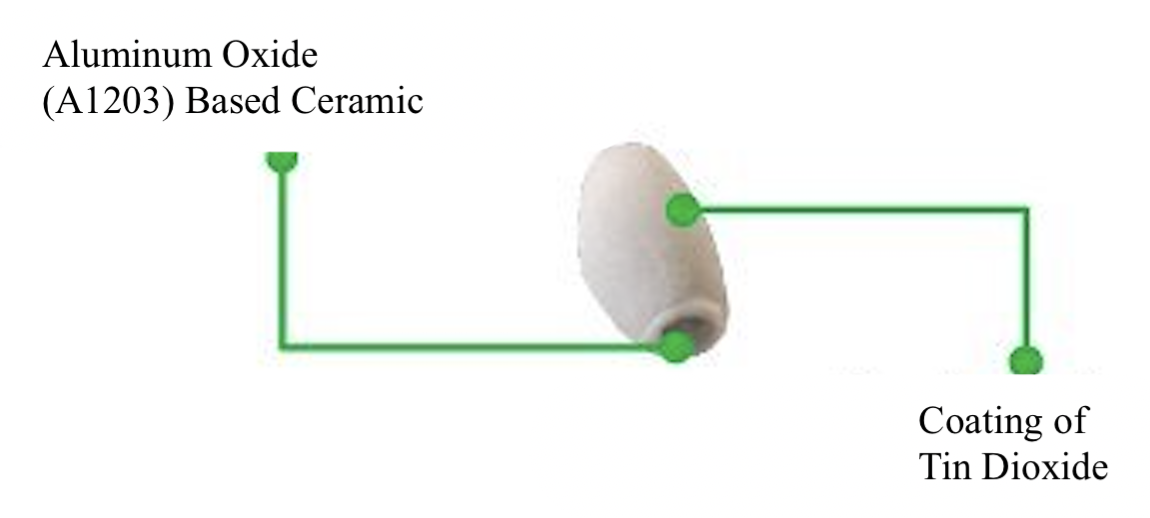 Aluminum Oxide
(A1203) Based Ceramic
Coating of
Tin Dioxide